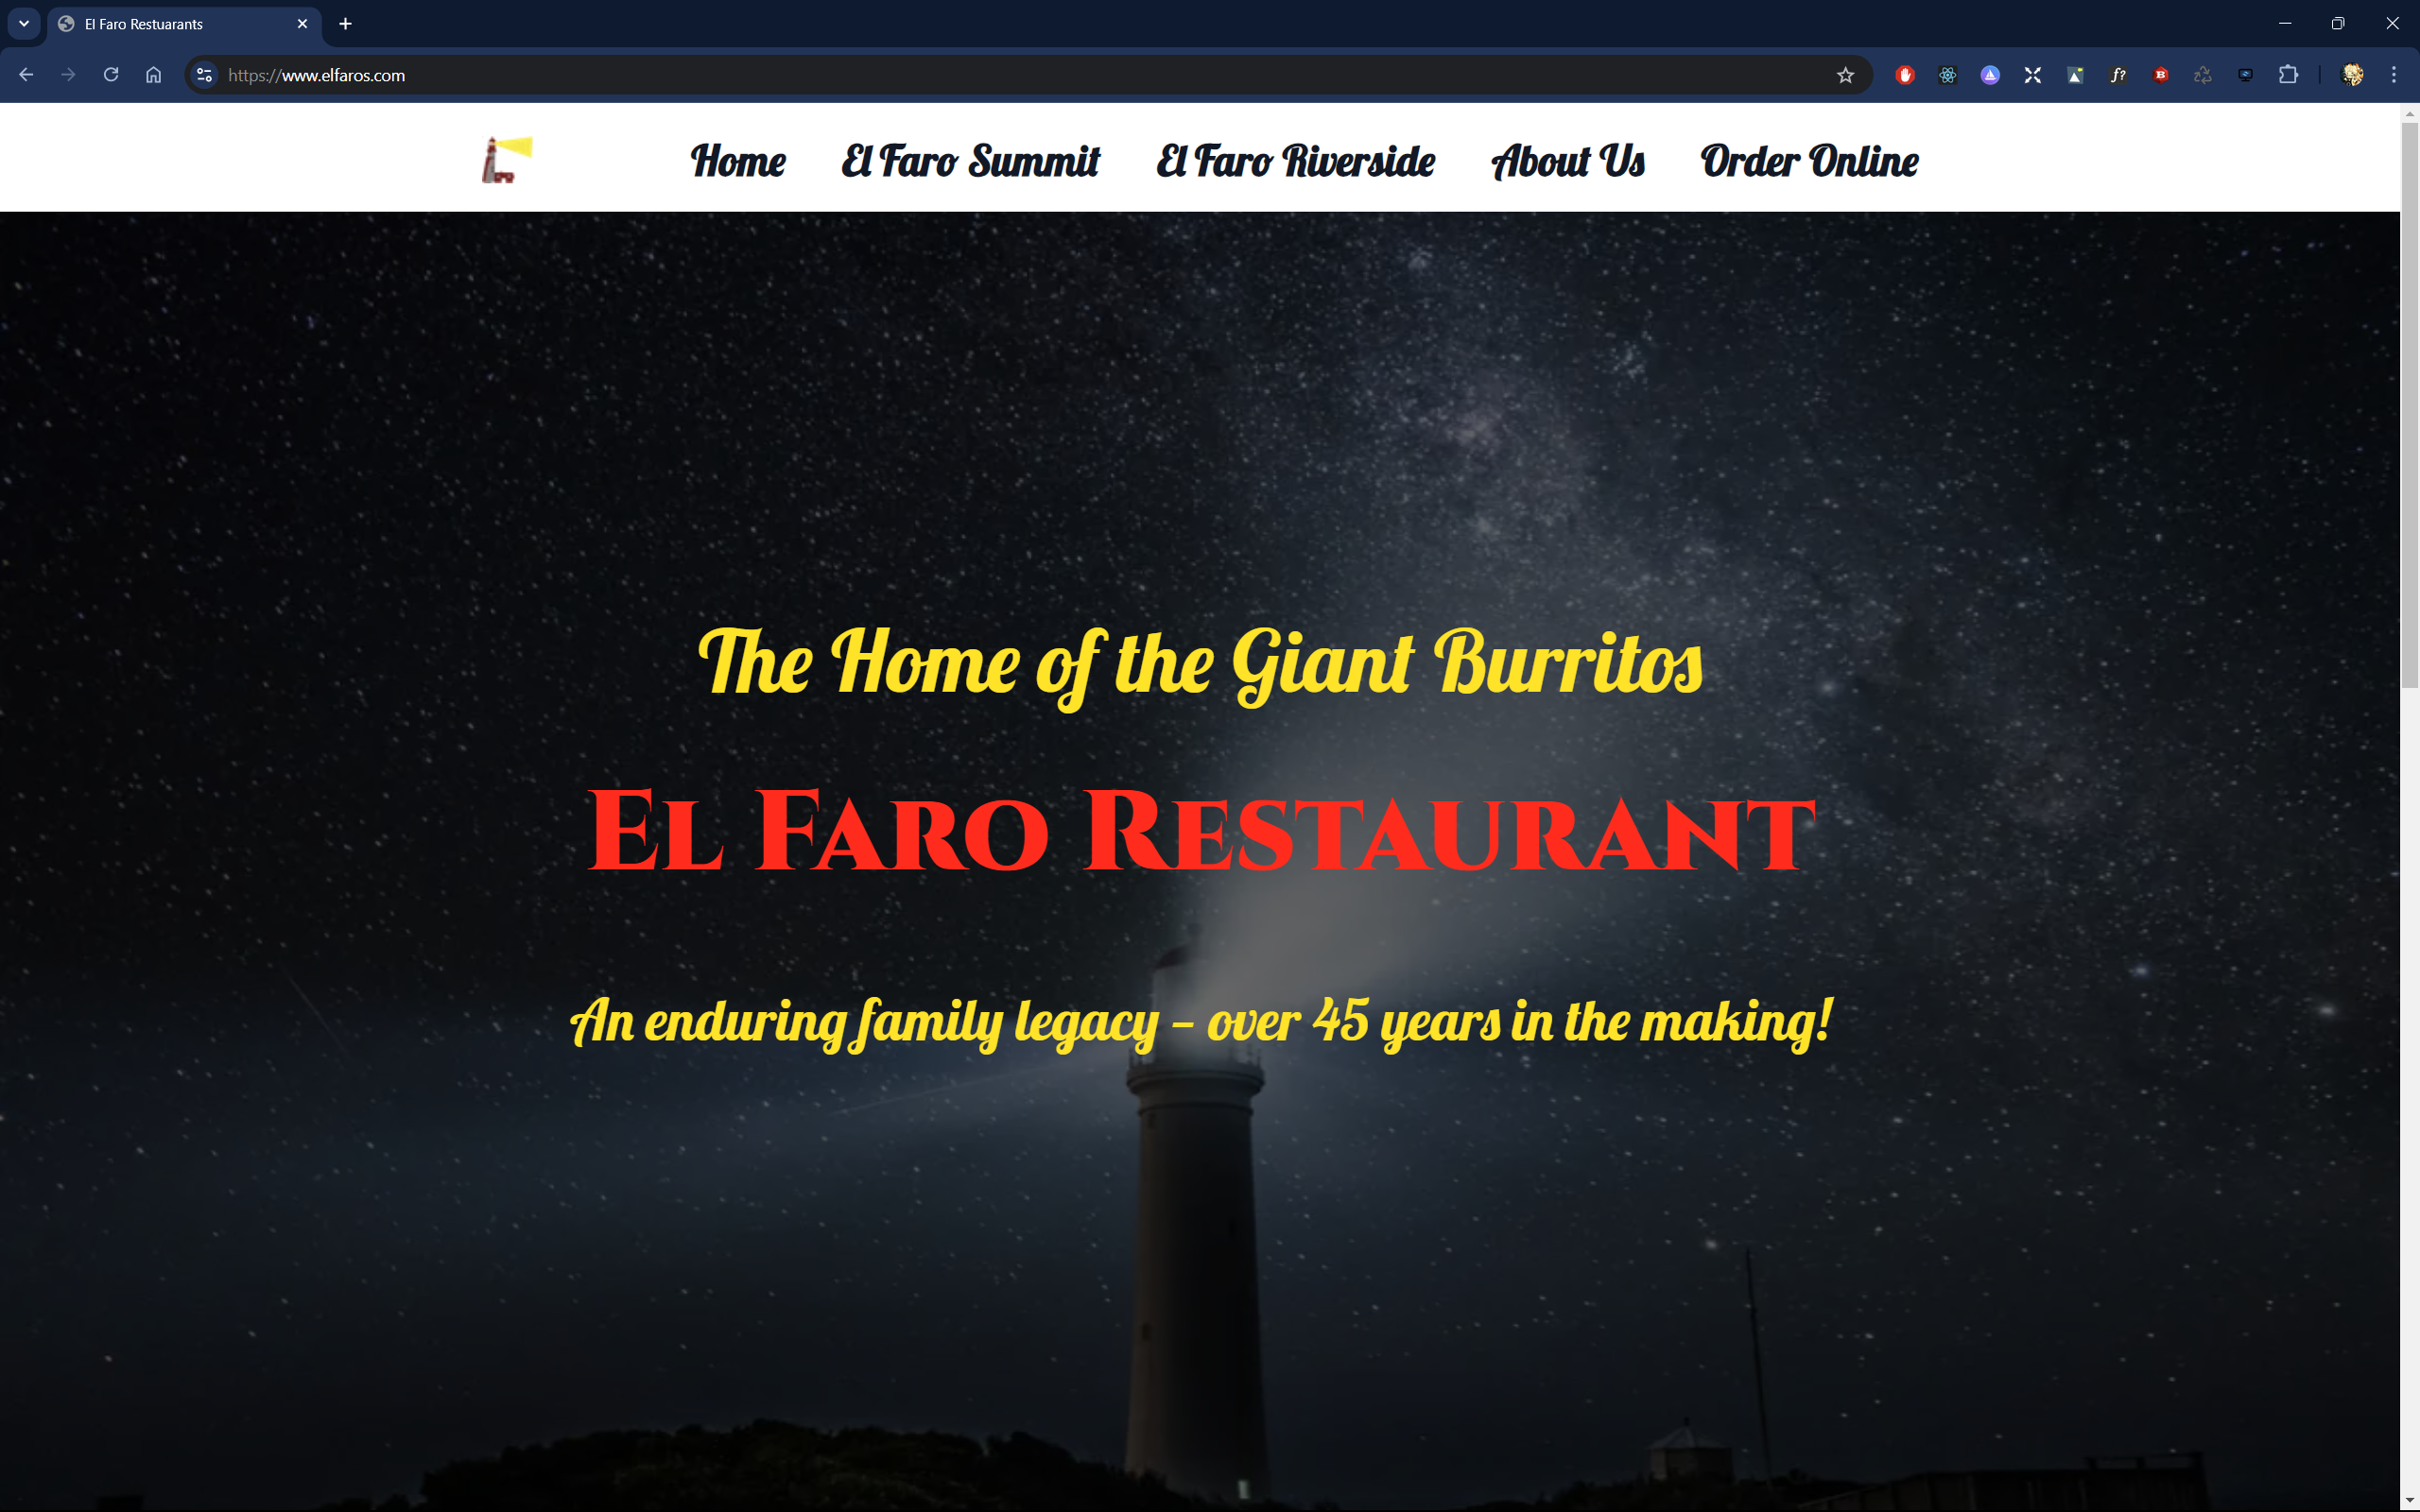 El Faro Restuarants
https://www.elfaros.com
Home El Faro Summit El Faro Riverside About Us Order Online
The Home of the Giant Burritos
El Faro Restaurant
An enduring family legacy – over 45 years in the making!